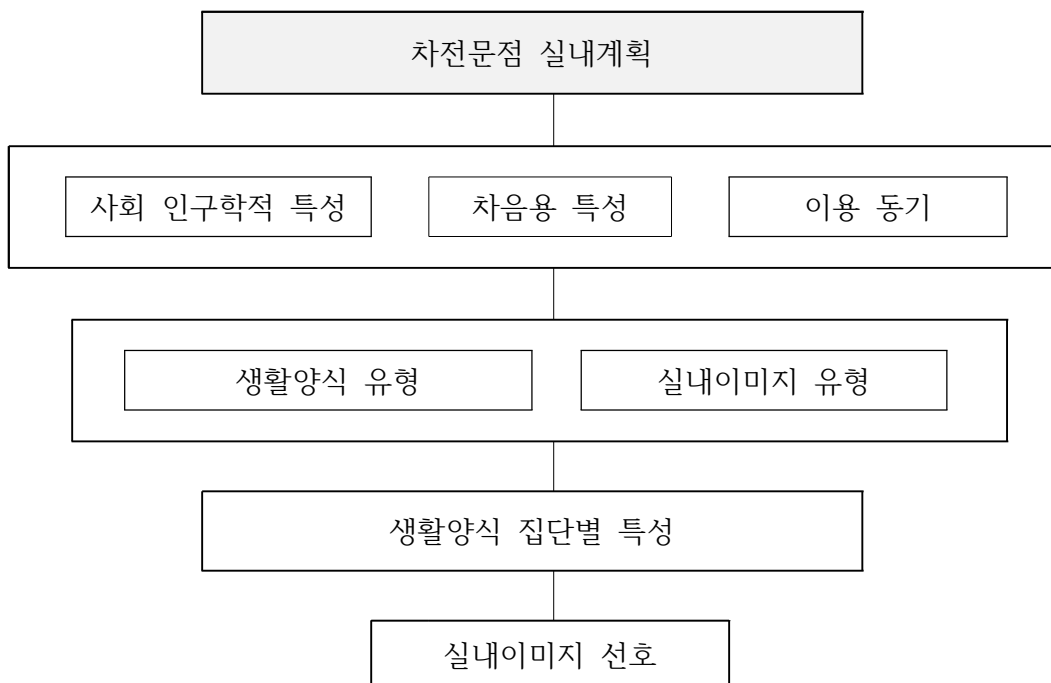 차전문점 실내계획
사회 인구학적 특성
차음용 특성
이용 동기
생활양식 유형
실내이미지 유형
생활양식 집단별 특성
실내이미지 선호